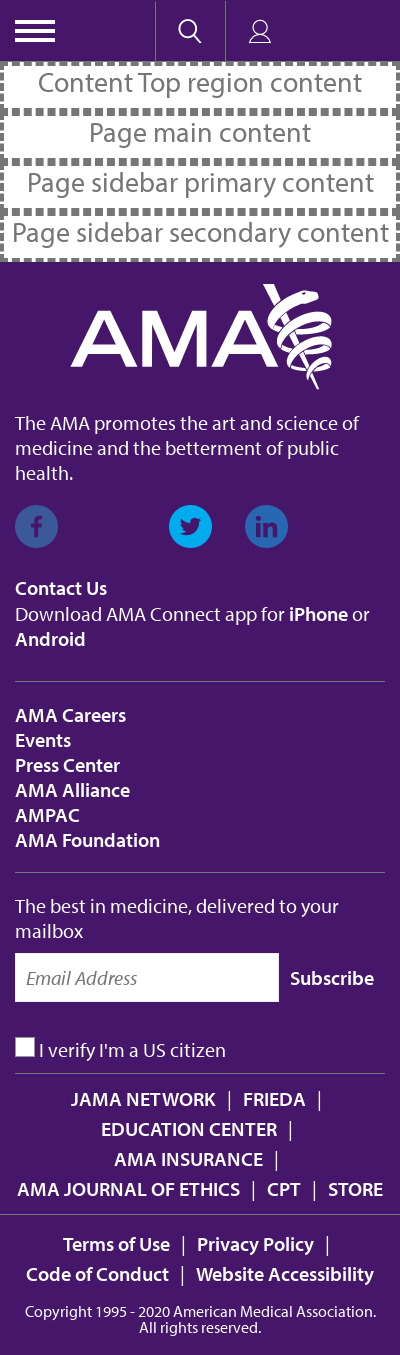 Content Top region content
Page main content
Page sidebar primary content
Page sidebar secondary content
AMA
The AMA promotes the art and science of
medicine and the betterment of public
health.
Contact Us
Download AMA Connect app for iPhone or
Android
AMA Careers
Events
Press Center
AMA Alliance
AMPAC
AMA Foundation
The best in medicine, delivered to your
mailbox
Email Address
Subscribe
I verify I'm a US citizen
JAMA NETWORK | FRIEDA |
EDUCATION CENTER |
AMA INSURANCE |
AMA JOURNAL OF ETHICS | CPT | STORE
Terms of Use | Privacy Policy |
Code of Conduct | Website Accessibility
Copyright 1995 - 2020 American Medical Association.
All rights reserved.